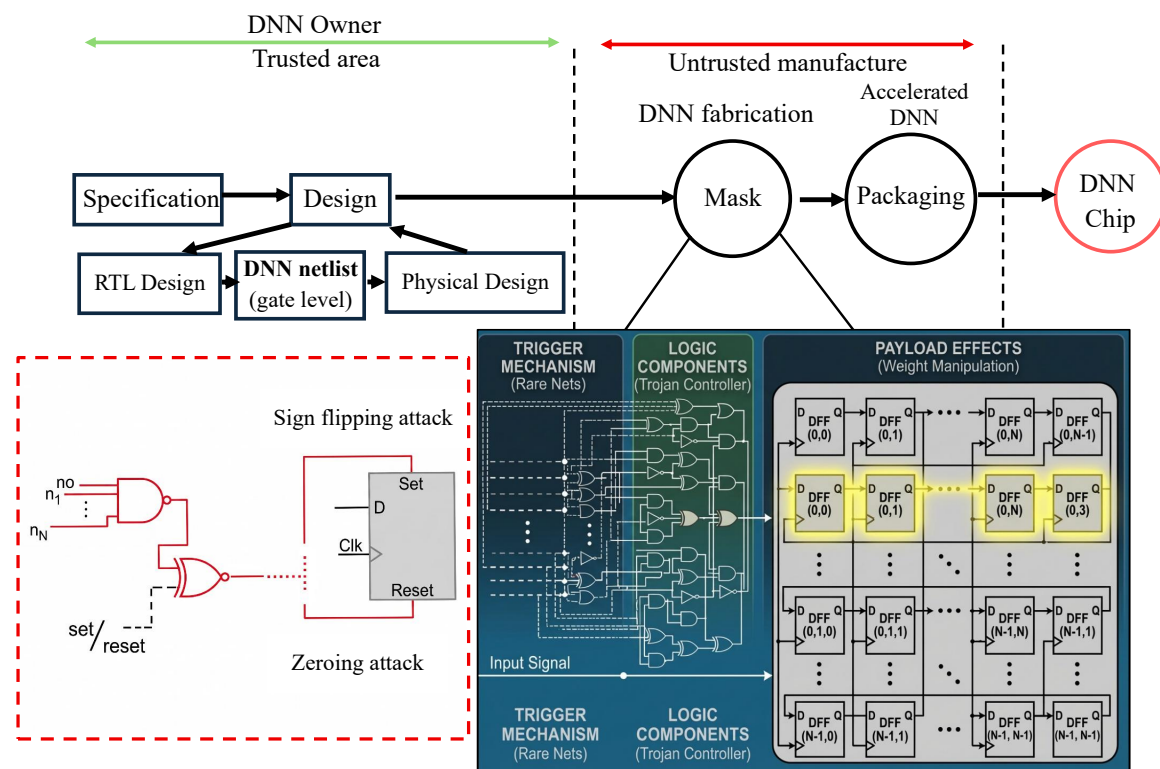 DNN Owner
Trusted area
Untrusted manufacture
DNN fabrication
Accelerated
DNN
Specification
Design
Mask
Packaging
DNN
Chip
RTL Design
DNN netlist
(gate level)
Physical Design
Sign flipping attack
no
n1
nN
set/
reset
Set
D
Clk
Reset
Zeroing attack
TRIGGER
MECHANISM
(Rare Nets)
LOGIC
COMPONENTS
(Trojan Controller)
PAYLOAD EFFECTS
(Weight Manipulation)
Input Signal
TRIGGER
MECHANISM
(Rare Nets)
LOGIC
COMPONENTS
(Trojan Controller)
D Q
DFF
(0,0)
D Q
DFF
(0,1)
D Q
DFF
(0,N)
D Q
DFF
(0,N-1)
D Q
DFF
(0,0)
D Q
DFF
(0,1)
D Q
DFF
(0,N)
D Q
DFF
(0,3)
D Q
DFF
(0,1,0)
D Q
DFF
(0,1,1)
D Q
DFF
(N-1,N)
D Q
DFF
(N-1,1)
D Q
DFF
(N-1,0)
D Q
DFF
(N-1,1)
D Q
DFF
(N-1, N-1)
D Q
DFF
(N-1, N-1)